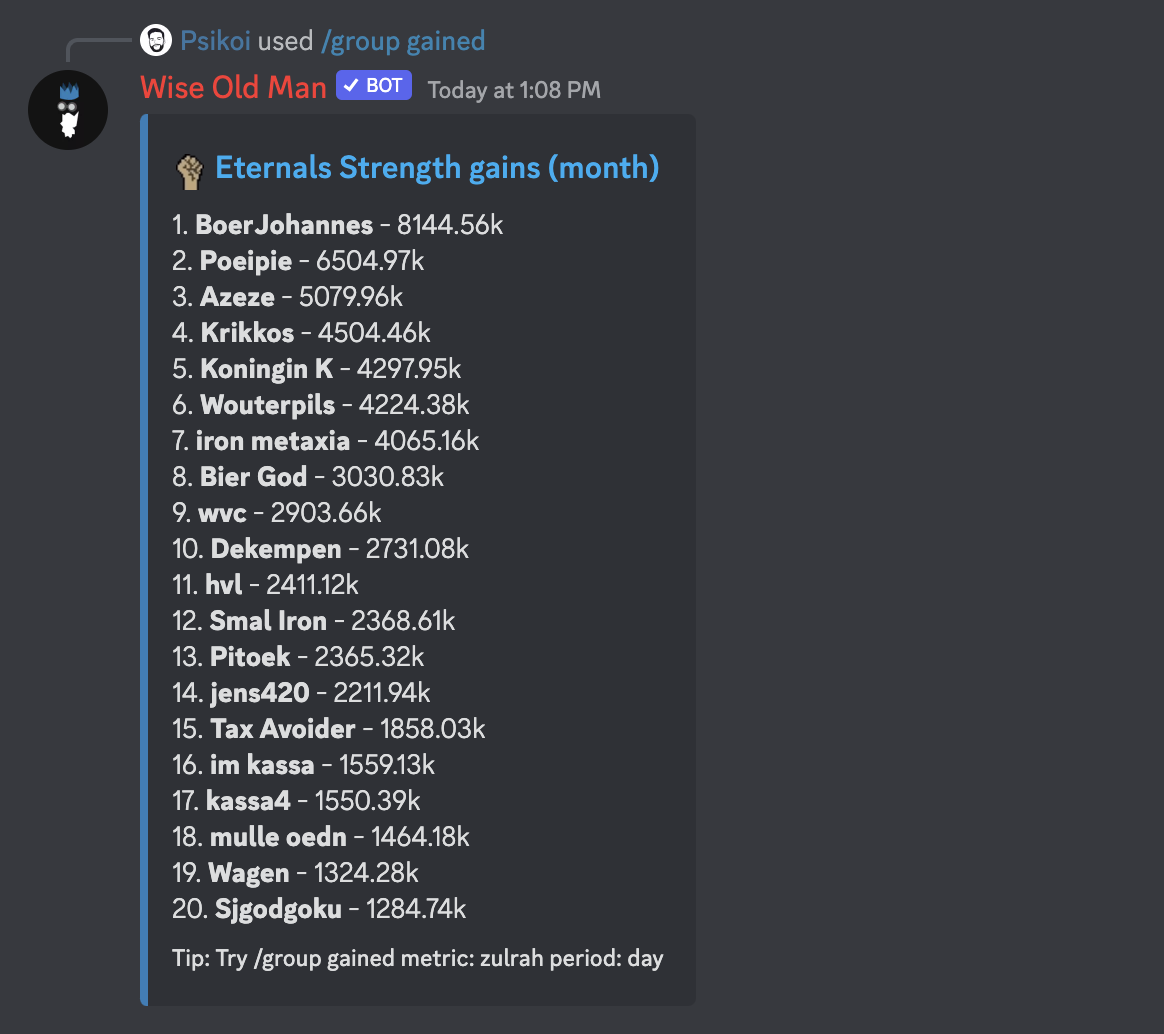 Psikoi used /group gained
Wise Old Man ✓ BOT Today at 1:08 PM
Eternals Strength gains (month)
1. BoerJohannes - 8144.56k
2. Poeipie - 6504.97k
3. Azeze - 5079.96k
4. Krikkos - 4504.46k
5. Koningin K - 4297.95k
6. Wouterpils - 4224.38k
7. iron metaxia - 4065.16k
8. Bier God - 3030.83k
9. wvc - 2903.66k
10. Dekempen - 2731.08k
11. hvl - 2411.12k
12. Smal Iron - 2368.61k
13. Pitoek - 2365.32k
14. jens420 - 2211.94k
15. Tax Avoider - 1858.03k
16. im kassa - 1559.13k
17. kassa4 - 1550.39k
18. mulle oedn - 1464.18k
19. Wagen - 1324.28k
20. Sjgodgoku - 1284.74k
Tip: Try /group gained metric: zulrah period: day